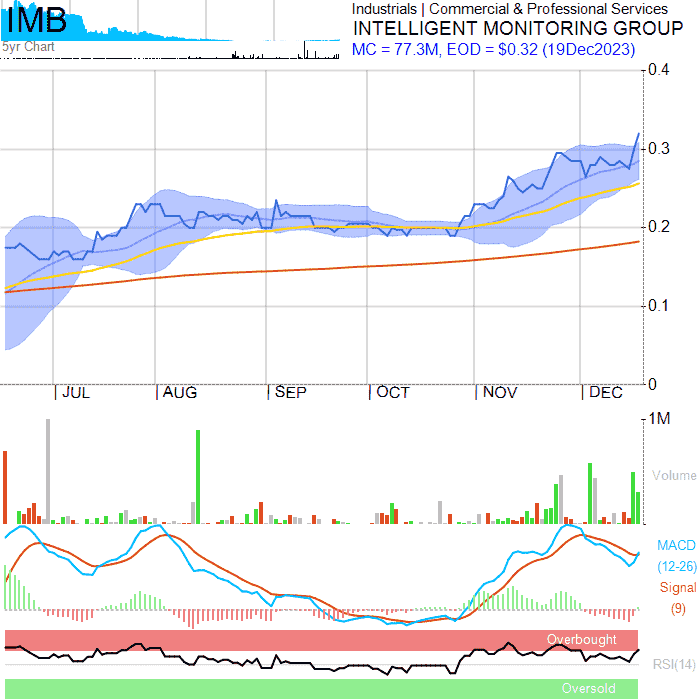 IMB
5yr Chart
Industrials | Commercial & Professional Services
INTELLIGENT MONITORING GROUP
MC = 77.3M, EOD = $0.32 (19Dec2023)
0.4
0.3
0.2
0.1
0
JUL AUG SEP OCT NOV DEC
1M
Volume
MACD
(12-26)
Signal
(9)
Overbought
RSI(14)
Oversold